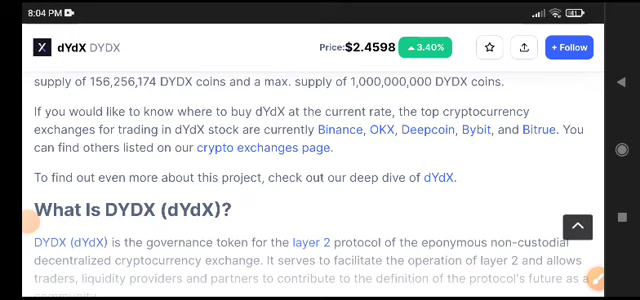 8:04 PM
41
dYdX DYDX
Price:$2.4598
3.40%
+ Follow
supply of 156,256,174 DYDX coins and a max. supply of 1,000,000,000 DYDX coins.
If you would like to know where to buy dYdX at the current rate, the top cryptocurrency
exchanges for trading in dYdX stock are currently Binance, OKX, Deepcoin, Bybit, and Bitrue. You
can find others listed on our crypto exchanges page.
To find out even more about this project, check out our deep dive of dYdX.
What Is DYDX (dYdX)?
DYDX (dYdX) is the governance token for the layer 2 protocol of the eponymous non-custodial
decentralized cryptocurrency exchange. It serves to facilitate the operation of layer 2 and allows
traders, liquidity providers and partners to contribute to the definition of the protocol's future as a